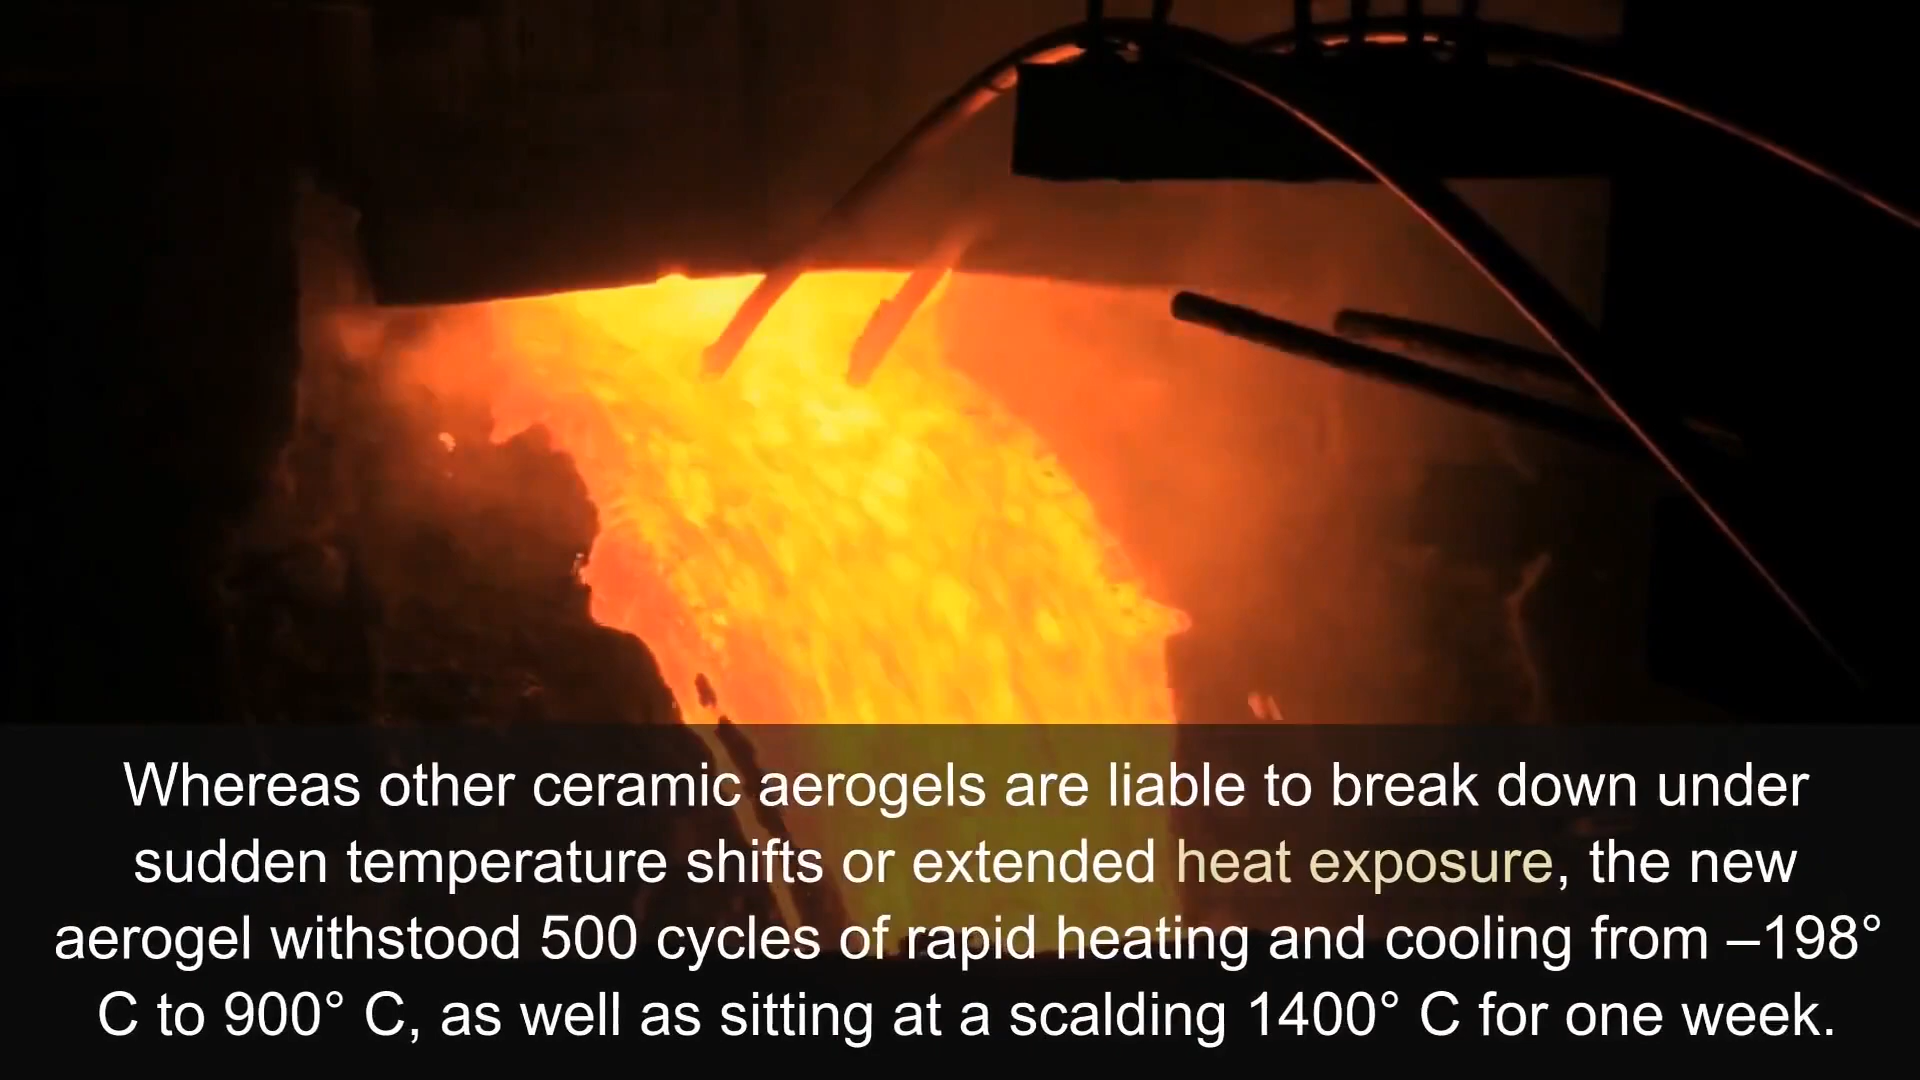 Whereas other ceramic aerogels are liable to break down under
sudden temperature shifts or extended heat exposure, the new
aerogel withstood 500 cycles of rapid heating and cooling from –198°
C to 900° C, as well as sitting at a scalding 1400° C for one week.